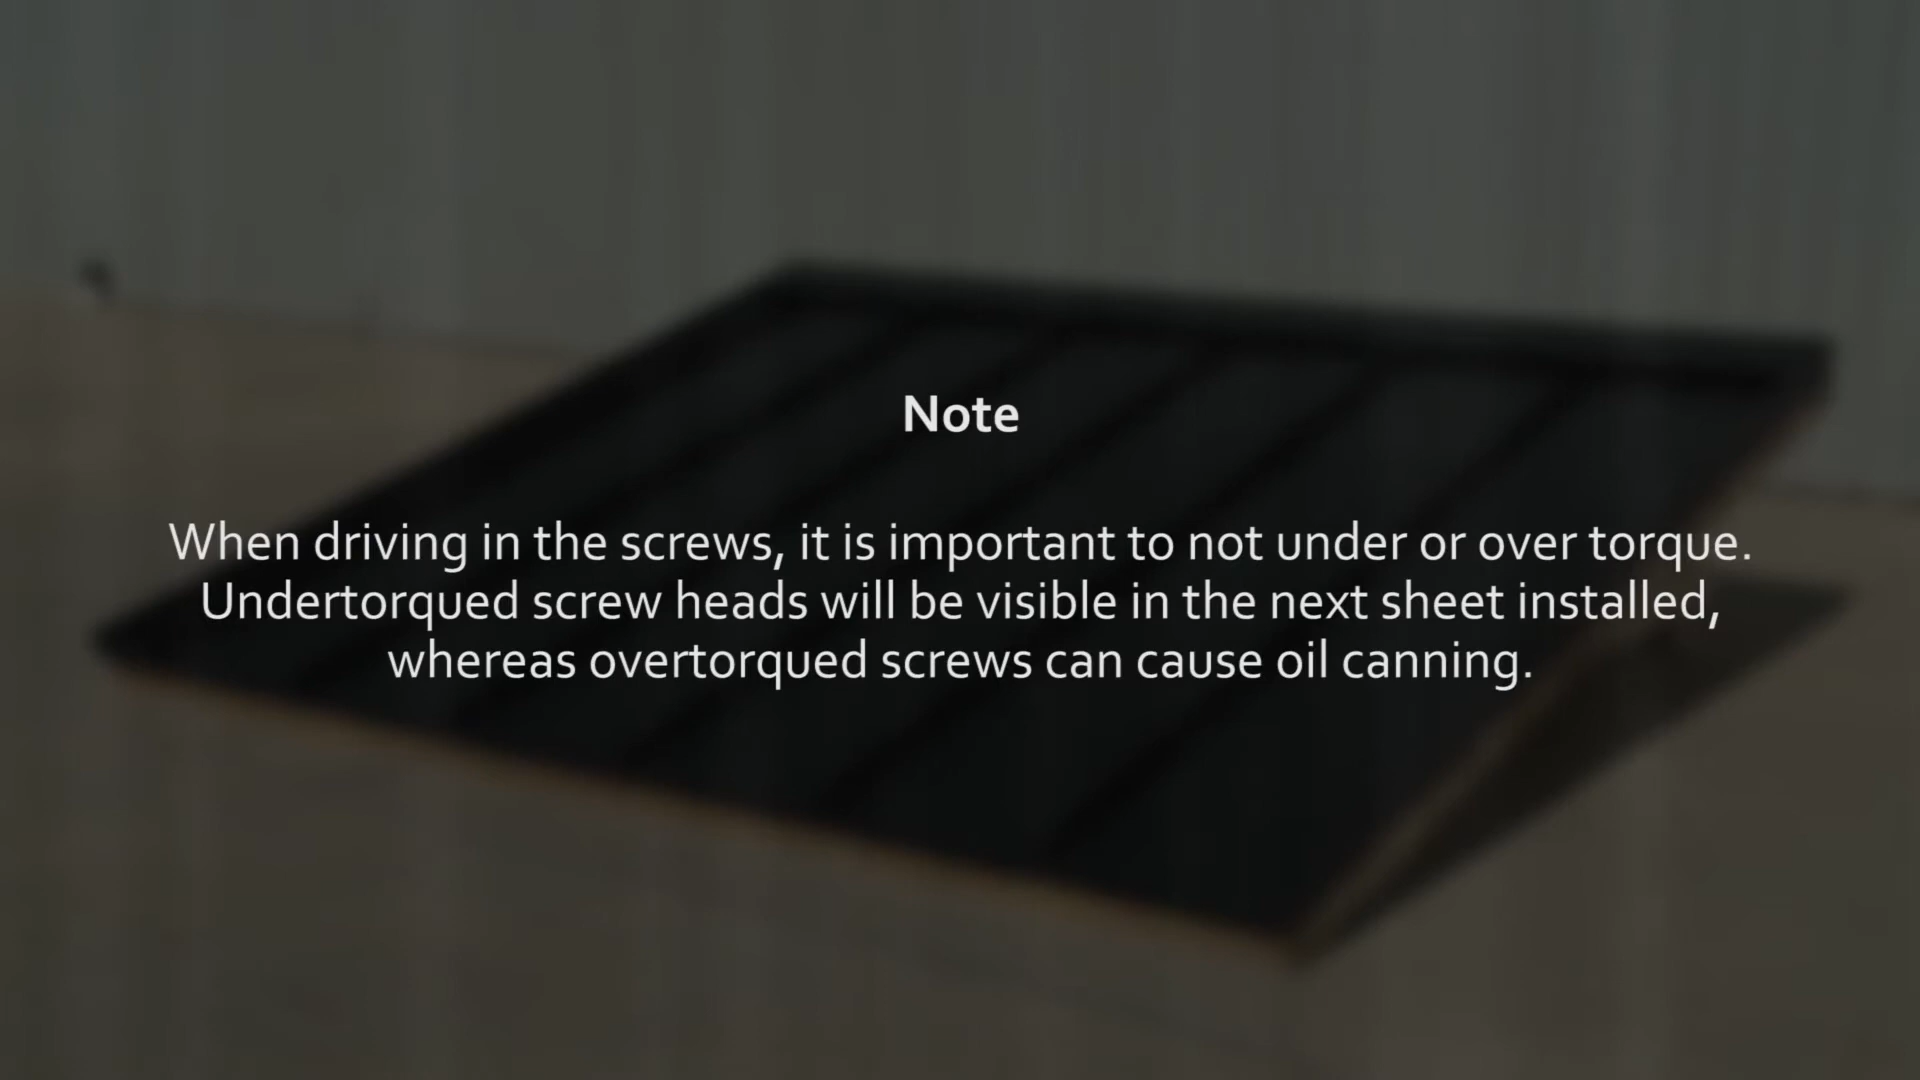 Note
When driving in the screws, it is important to not under or over torque.
Undertorqued screw heads will be visible in the next sheet installed,
whereas overtorqued screws can cause oil canning.